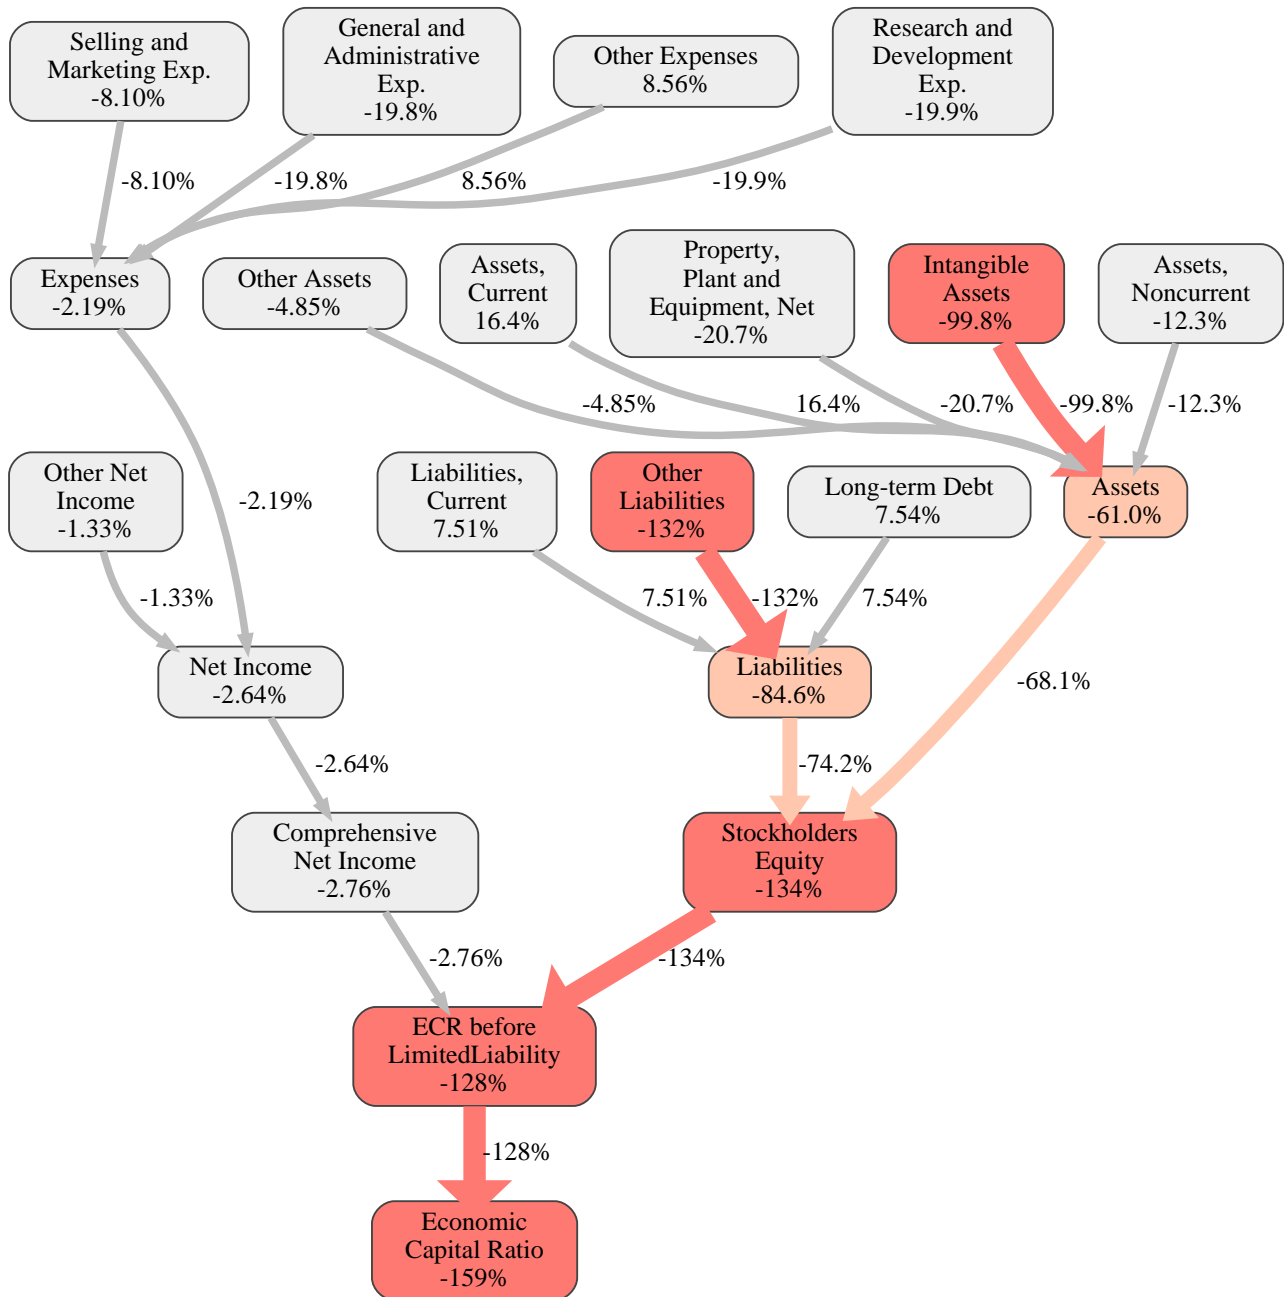 Selling and
Marketing Exp.
-8.10%
General and
Administrative
Exp.
-19.8%
Other Expenses
8.56%
Research and
Development
Exp.
-19.9%
-8.10%
-19.8%
8.56%
-19.9%
Expenses
-2.19%
Other Assets
-4.85%
Assets,
Current
16.4%
Property,
Plant and
Equipment, Net
-20.7%
Intangible
Assets
-99.8%
Assets,
Noncurrent
-12.3%
-4.85%
16.4%
-20.7%
-99.8%
-12.3%
Other Net
Income
-1.33%
-2.19%
Liabilities,
Current
7.51%
Other
Liabilities
-132%
Long-term Debt
7.54%
Assets
-61.0%
-1.33%
7.51%
-132%
7.54%
Net Income
-2.64%
Liabilities
-84.6%
-68.1%
-2.64%
-74.2%
Comprehensive
Net Income
-2.76%
Stockholders
Equity
-134%
-2.76%
-134%
ECR before
LimitedLiability
-128%
-128%
Economic
Capital Ratio
-159%